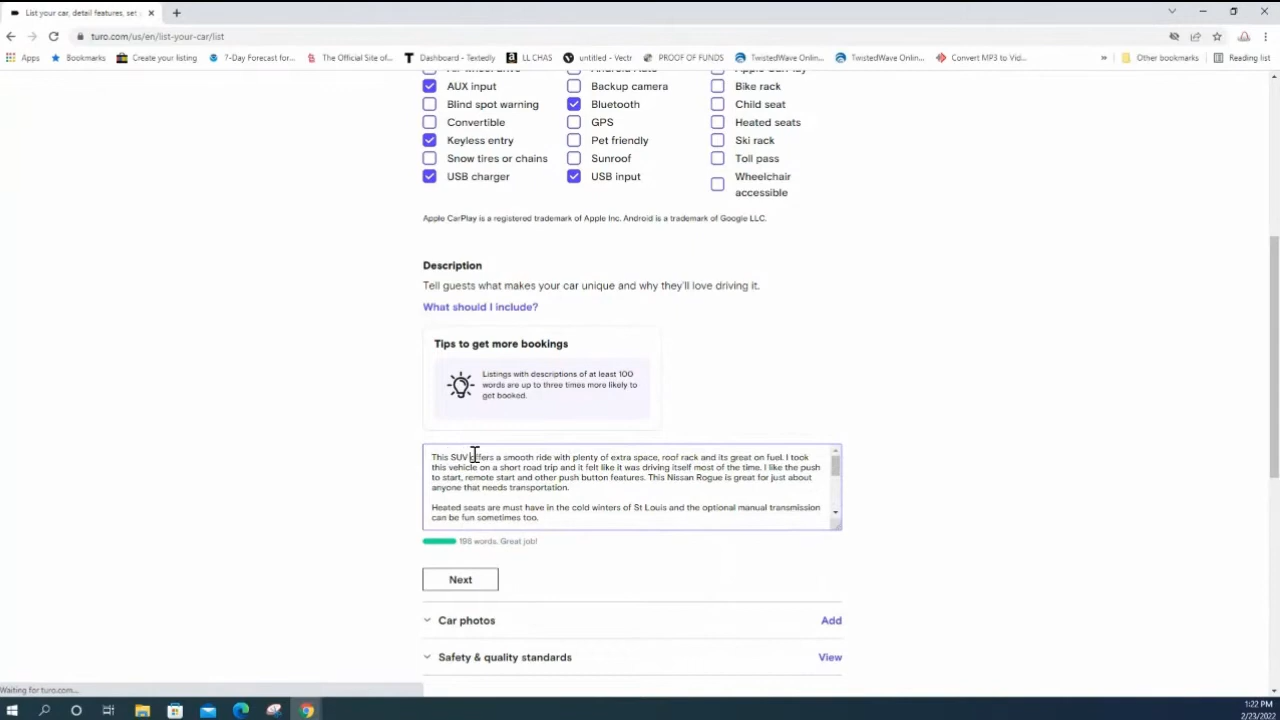 List your car, detail features, set
turo.com/us/en/list-your-car/list
Apps Bookmarks Create your listing 7-Day Forecast for... The Official Site of... Dashboard - Textedly LL CHAS untitled - Vectr PROOF OF FUNDS TwistedWave Onlin... TwistedWave Onlin... Convert MP3 to Vid... » Other bookmarks Reading list
AUX input Backup camera Bike rack
Blind spot warning Bluetooth Child seat
Convertible GPS Heated seats
Keyless entry Pet friendly Ski rack
Snow tires or chains Sunroof Toll pass
USB charger USB input Wheelchair
accessible
Apple CarPlay is a registered trademark of Apple Inc. Android is a trademark of Google LLC.
Description
Tell guests what makes your car unique and why they'll love driving it.
What should I include?
Tips to get more bookings
Listings with descriptions of at least 100
words are up to three times more likely to
get booked.
This SUV offers a smooth ride with plenty of extra space, roof rack and its great on fuel. I took
this vehicle on a short road trip and it felt like it was driving itself most of the time. I like the push
to start, remote start and other push button features. This Nissan Rogue is great for just about
anyone that needs transportation.
Heated seats are must have in the cold winters of St Louis and the optional manual transmission
can be fun sometimes too.
198 words. Great job!
Next
Car photos Add
Safety & quality standards View
Waiting for turo.com...
1:22 PM
2/23/2022